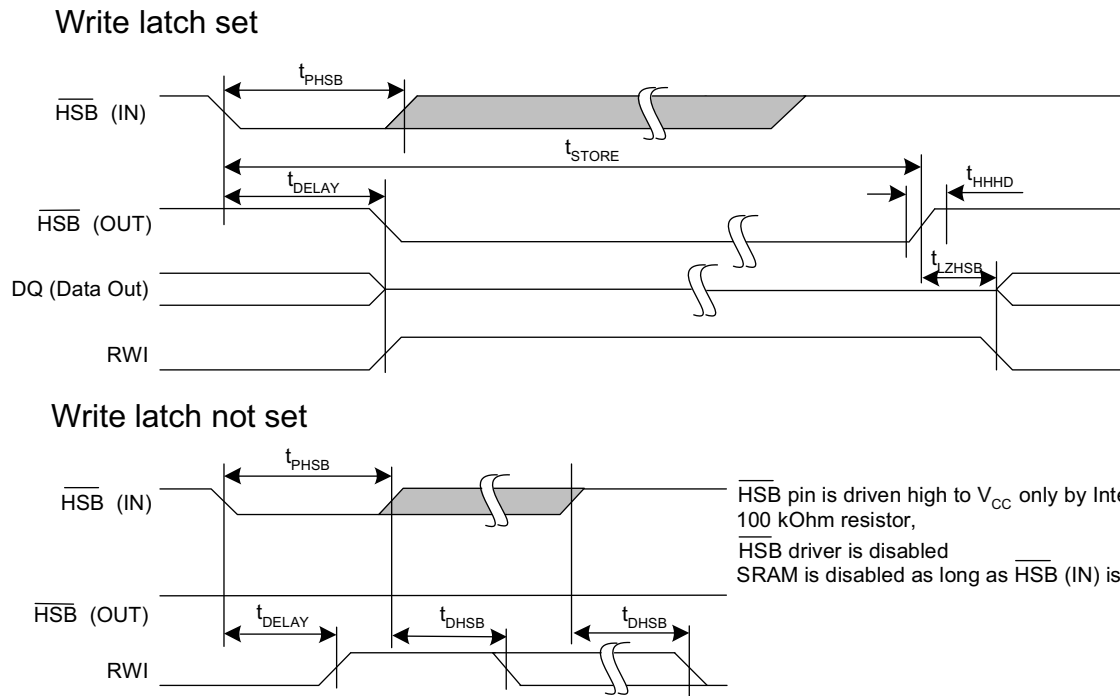 Write latch set
tPHSB
HSB (IN)
tSTORE
tDELAY
tHHHD
HSB (OUT)
tLZHSB
DQ (Data Out)
RWI
Write latch not set
tPHSB
HSB (IN)
HSB pin is driven high to VCC only by
100 kOhm resistor,
HSB driver is disabled
SRAM is disabled as long as HSB (IN) is
HSB (OUT)
tDELAY
tDHSB
tDHSB
RWI